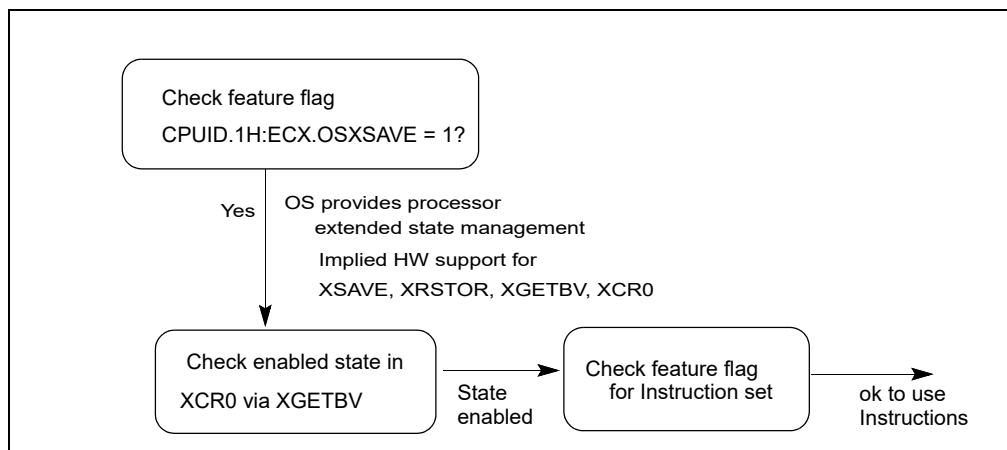 Check feature flag
CPUID.1H:ECX.OSXSAVE = 1?
Yes
OS provides processor
extended state management
Implied HW support for
XSAVE, XRSTOR, XGETBV, XCR0
Check enabled state in
XCR0 via XGETBV
State
enabled
Check feature flag
for Instruction set
ok to use
Instructions